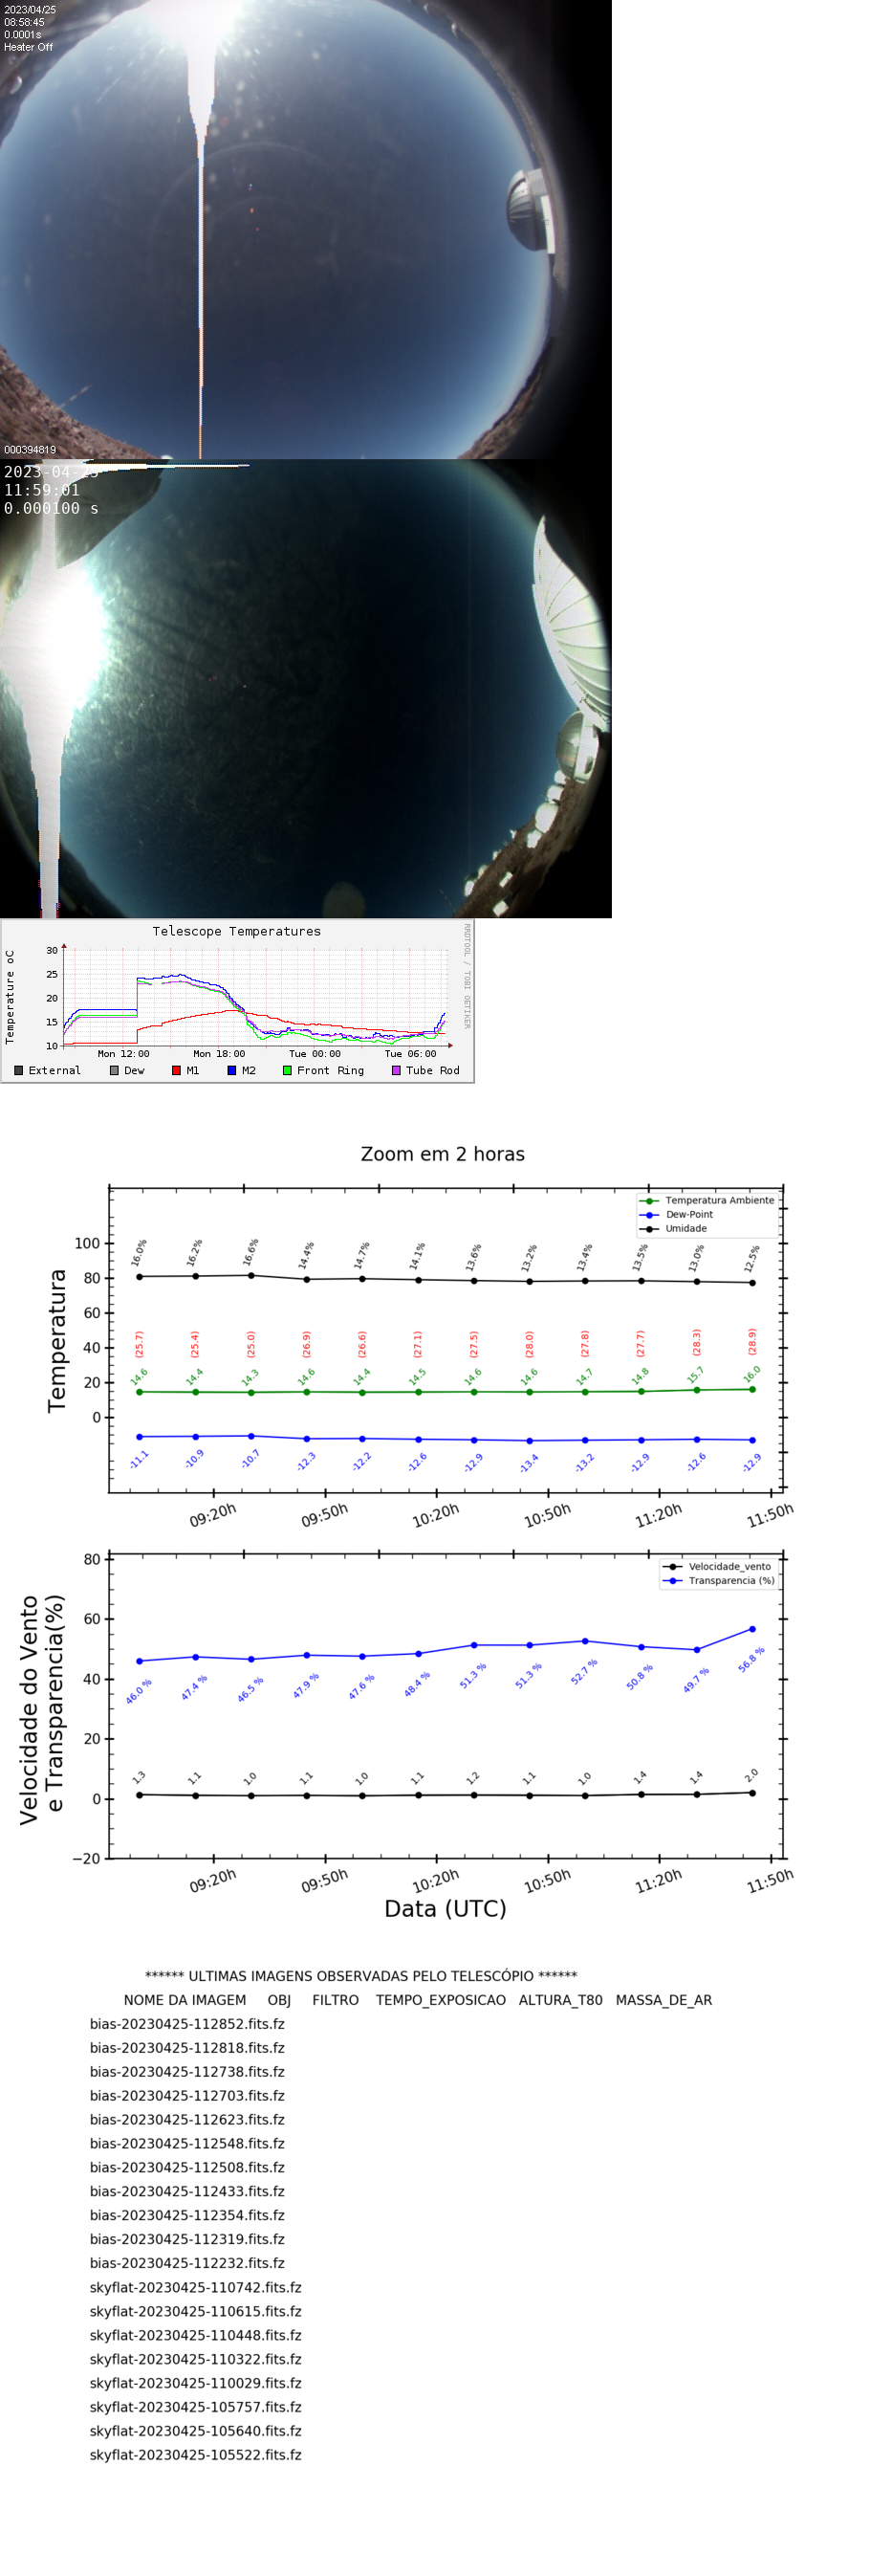 2023/04/25
08:58:45
0.0001s
Heater Off
000394819
2023-04-25
11:59:01
0.000100 s
Telescope Temperatures
RRDTOOL / TOBI OETIKER
Temperature oC
30
25
20
15
10
Mon 12:00 Mon 18:00 Tue 00:00 Tue 06:00
External Dew M1 M2 Front Ring Tube Rod
Zoom em 2 horas
Temperatura Ambiente
Dew-Point
Umidade
Temperatura
100
80
60
40
20
0
16.0% 16.2% 16.6% 14.4% 14.7% 14.1% 13.6% 13.2% 13.4% 13.5% 13.0% 12.5%
(25.7) (25.4) (25.0) (26.9) (26.6) (27.1) (27.5) (28.0) (27.8) (27.7) (28.3) (28.9)
14.6 14.4 14.3 14.6 14.4 14.5 14.6 14.6 14.7 14.8 15.7 16.0
-11.1 -10.9 -10.7 -12.3 -12.2 -12.6 -12.9 -13.4 -13.2 -12.9 -12.6 -12.9
09:20h 09:50h 10:20h 10:50h 11:20h 11:50h
Velocidade_vento
Transparencia (%)
Velocidade do Vento
e Transparencia(%)
80
60
40
20
0
−20
46.0 % 47.4 % 46.5 % 47.9 % 47.6 % 48.4 % 51.3 % 51.3 % 52.7 % 50.8 % 49.7 % 56.8 %
1.3 1.1 1.0 1.1 1.0 1.1 1.2 1.1 1.0 1.4 1.4 2.0
09:20h 09:50h 10:20h 10:50h 11:20h 11:50h
Data (UTC)
****** ULTIMAS IMAGENS OBSERVADAS PELO TELESCÓPIO ******
NOME DA IMAGEM OBJ FILTRO TEMPO_EXPOSICAO ALTURA_T80 MASSA_DE_AR
bias-20230425-112852.fits.fz
bias-20230425-112818.fits.fz
bias-20230425-112738.fits.fz
bias-20230425-112703.fits.fz
bias-20230425-112623.fits.fz
bias-20230425-112548.fits.fz
bias-20230425-112508.fits.fz
bias-20230425-112433.fits.fz
bias-20230425-112354.fits.fz
bias-20230425-112319.fits.fz
bias-20230425-112232.fits.fz
skyflat-20230425-110742.fits.fz
skyflat-20230425-110615.fits.fz
skyflat-20230425-110448.fits.fz
skyflat-20230425-110322.fits.fz
skyflat-20230425-110029.fits.fz
skyflat-20230425-105757.fits.fz
skyflat-20230425-105640.fits.fz
skyflat-20230425-105522.fits.fz